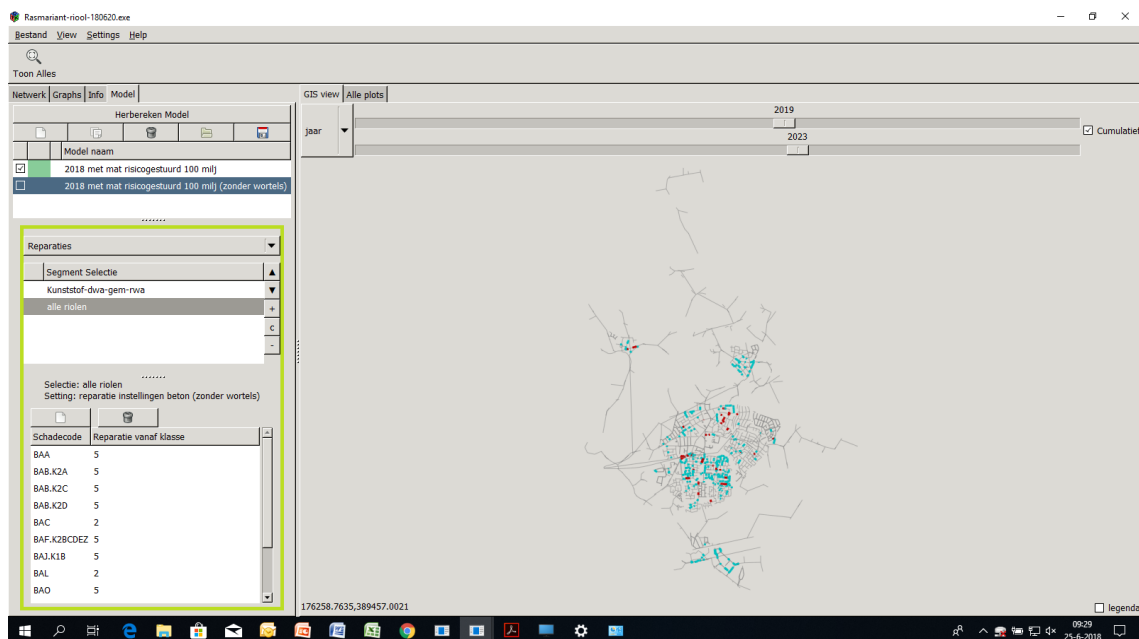 Rasmariant-riool-180620.exe
Bestand View Settings Help
Toon Alles
Netwerk Graphs Info Model
GIS view Alle plots
Herbereken Model
jaar
2019
2023
Cumulatief
Model naam
2018 met mat risicogestuurd 100 milj
2018 met mat risicogestuurd 100 milj (zonder wortels)
Reparaties
Segment Selectie
Kunststof-dwa-gem-rwa
alle riolen
+
c
-
Selectie: alle riolen
Setting: reparatie instellingen beton (zonder wortels)
Schadecode Reparatie vanaf klasse
BAA 5
BAB.K2A 5
BAB.K2C 5
BAB.K2D 5
BAC 2
BAF.K2BCDEZ 5
BAJ.K1B 5
BAL 2
BAO 5
176258.7635,389457.0021
legenda
09:29
25-6-2018